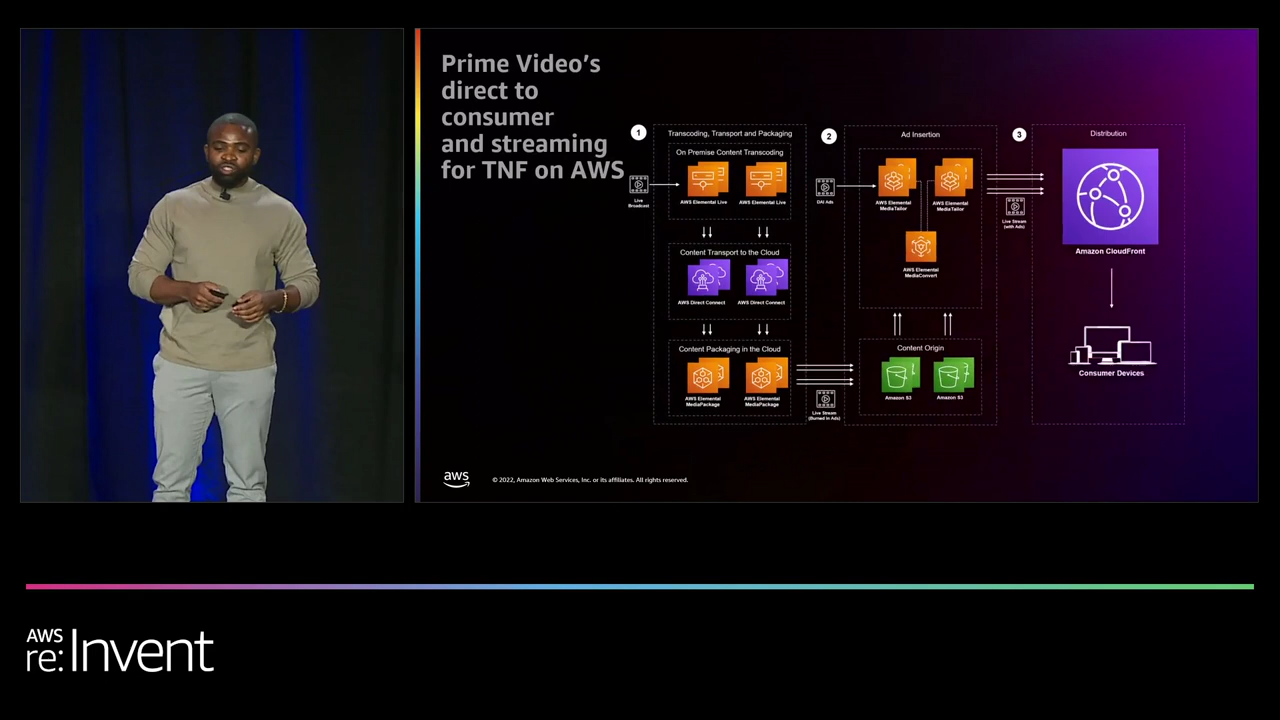 Prime Video's
direct to
consumer
and streaming
for TNF on AWS
1
Transcoding, Transport and Packaging
On Premise Content Transcoding
Live
Broadcast
AWS Elemental Live
AWS Elemental Live
Content Transport to the Cloud
AWS Direct Connect
AWS Direct Connect
Content Packaging in the Cloud
AWS Elemental
MediaPackage
AWS Elemental
MediaPackage
Live Stream
(Burned In Ads)
2
Ad Insertion
DAI Ads
AWS Elemental
MediaTailor
AWS Elemental
MediaTailor
AWS Elemental
MediaConvert
Content Origin
Amazon S3
Amazon S3
3
Live Stream
(with Ads)
Distribution
Amazon CloudFront
Consumer Devices
aws
© 2022, Amazon Web Services, Inc. or its affiliates. All rights reserved.
AWS
re:Invent